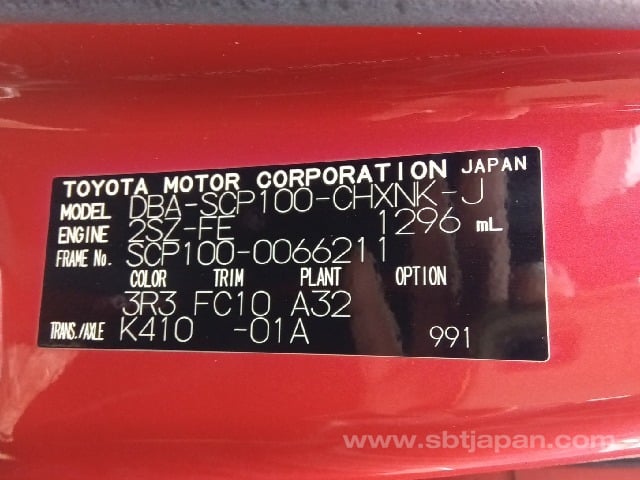 TOYOTA MOTOR CORPORATION JAPAN
MODEL DBA-SCP100-CHXNK-J
ENGINE 2SZ-FE 1296 mL
FRAME No. SCP100-0066211
COLOR TRIM PLANT OPTION
3R3 FC10 A32
TRANS./AXLE K410 -01A 991
www.sbtjapan.com